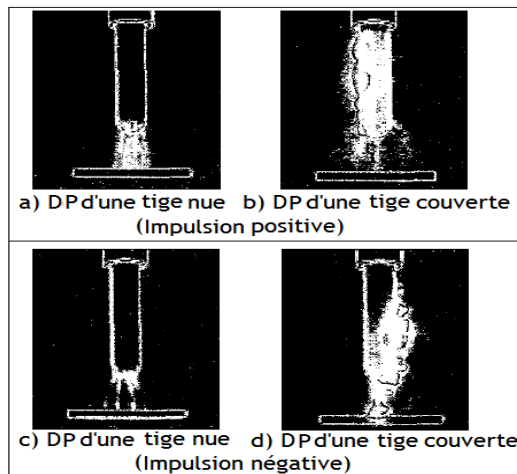 a) DP d'une tige nue b) DP d'une tige couverte
(Impulsion positive)
c) DP d'une tige nue d) DP d'une tige couverte
(Impulsion négative)